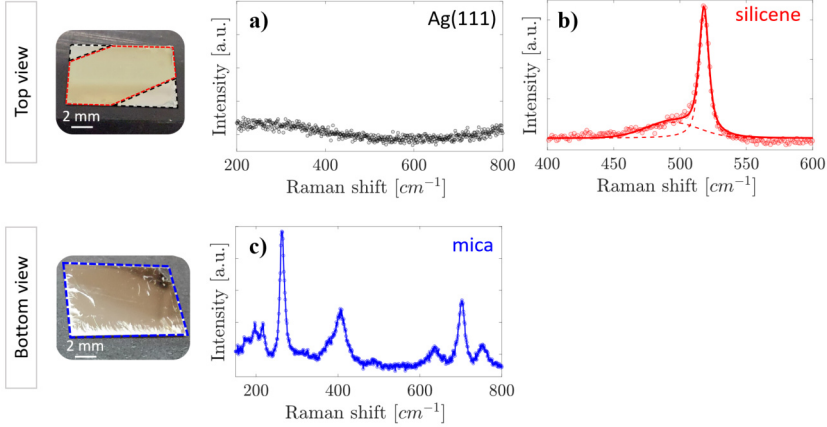 Top view
2 mm
a)
Ag(111)
Intensity [a.u.]
200 400 600 800
Raman shift [cm⁻¹]
b)
silicene
Intensity [a.u.]
400 450 500 550 600
Raman shift [cm⁻¹]
Bottom view
2 mm
c)
mica
Intensity [a.u.]
200 400 600 800
Raman shift [cm⁻¹]